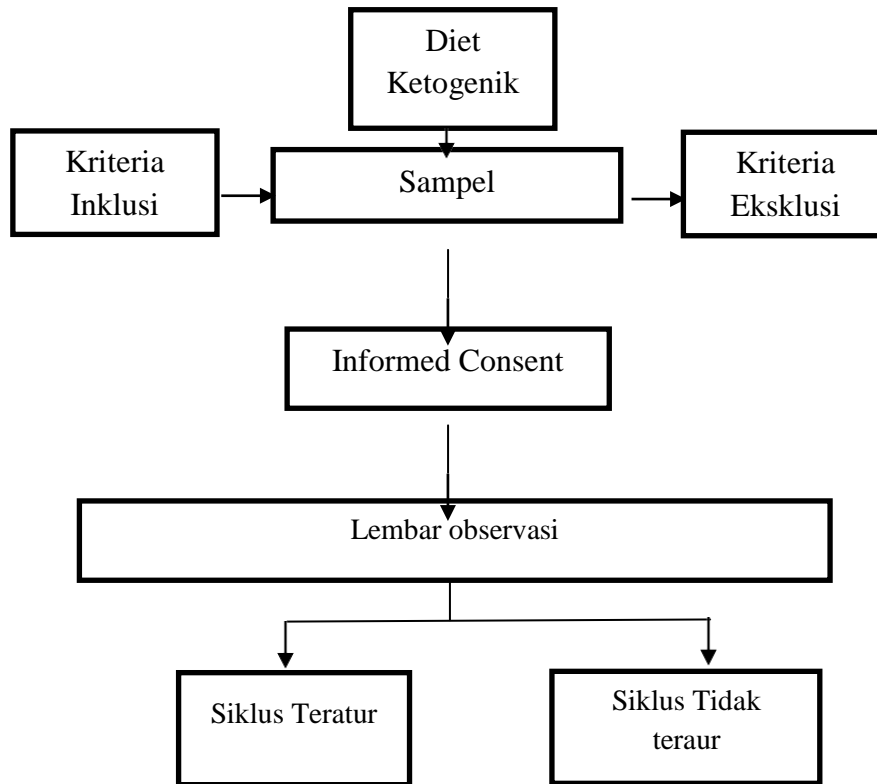 Diet
Ketogenik
Kriteria
Inklusi
Sampel
Kriteria
Eksklusi
Informed Consent
Lembar observasi
Siklus Teratur
Siklus Tidak
teraur